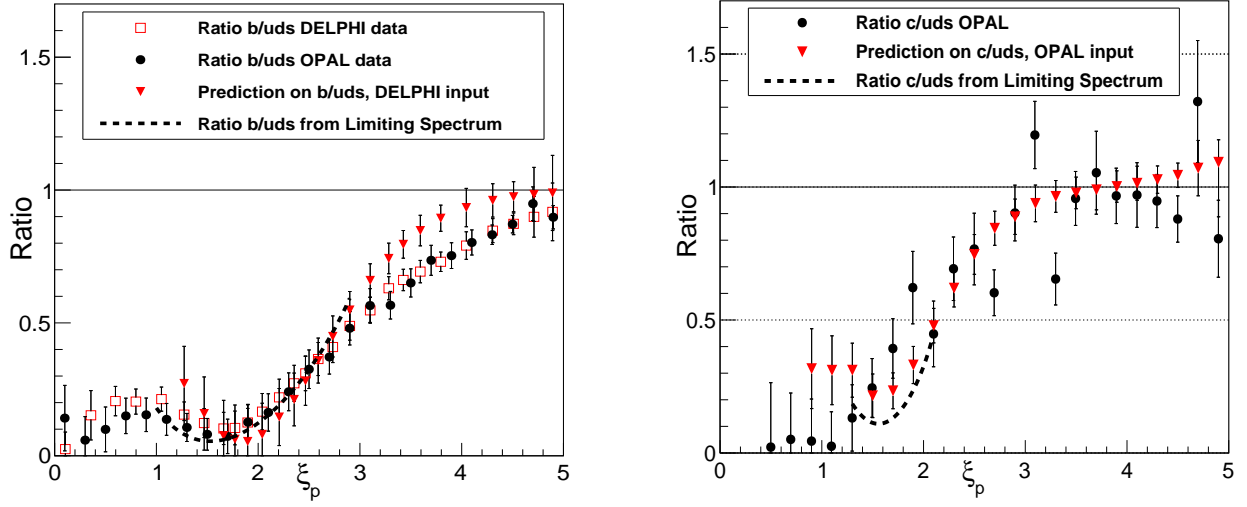 Ratio b/uds DELPHI data
Ratio b/uds OPAL data
Prediction on b/uds, DELPHI input
Ratio b/uds from Limiting Spectrum
1.5
1
0.5
0
Ratio
0 1 2 3 4 5
ξp
Ratio c/uds OPAL
Prediction on c/uds, OPAL input
Ratio c/uds from Limiting Spectrum
1.5
1
0.5
0
Ratio
0 1 2 3 4 5
ξp